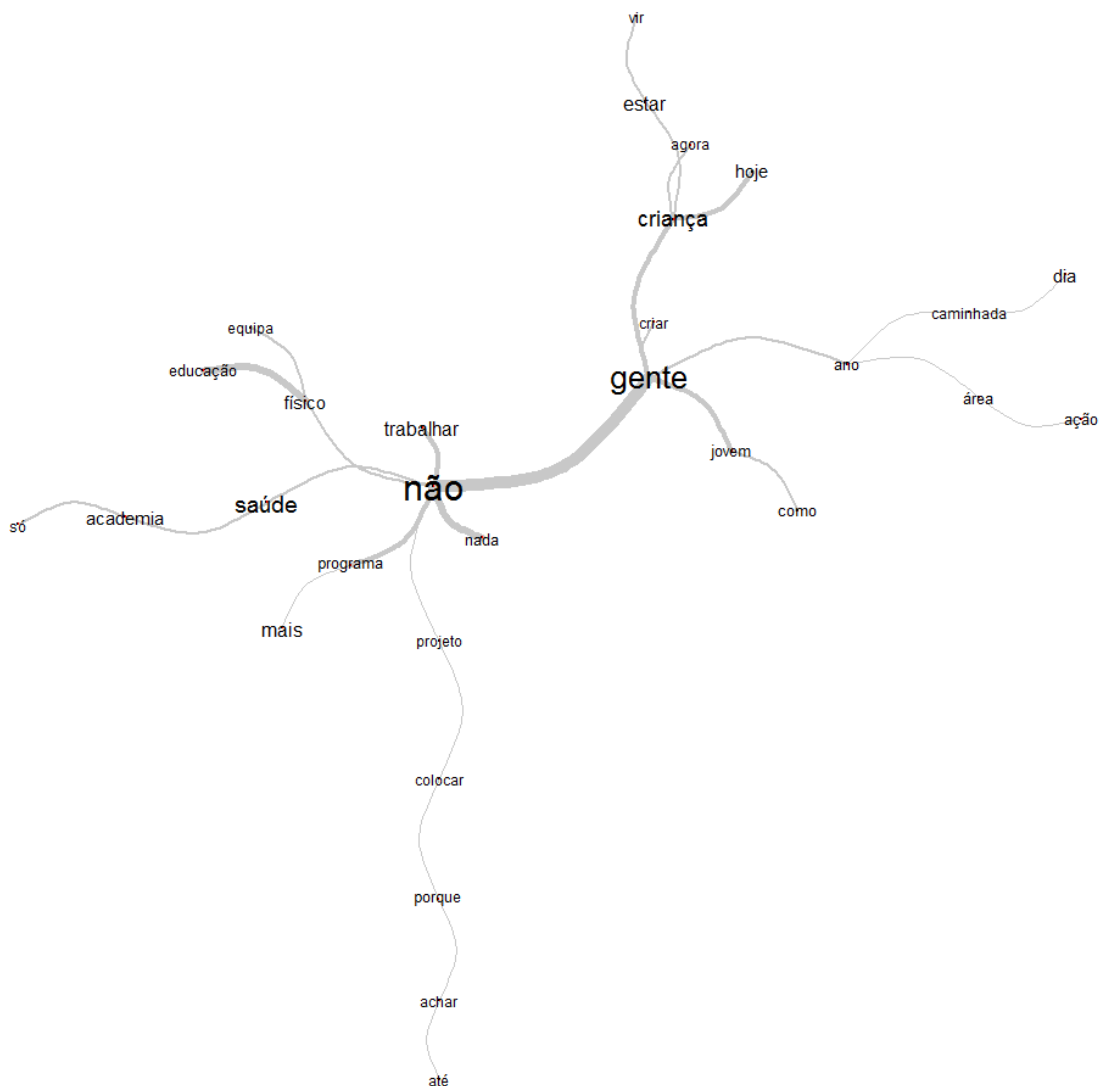 vir
estar
agora
hoje
criança
dia
caminhada
equipa
criar
ano
educação
gente
físico
área
ação
trabalhar
jovem
não
saúde
academia
só
como
nada
programa
mais
projeto
colocar
porque
achar
até